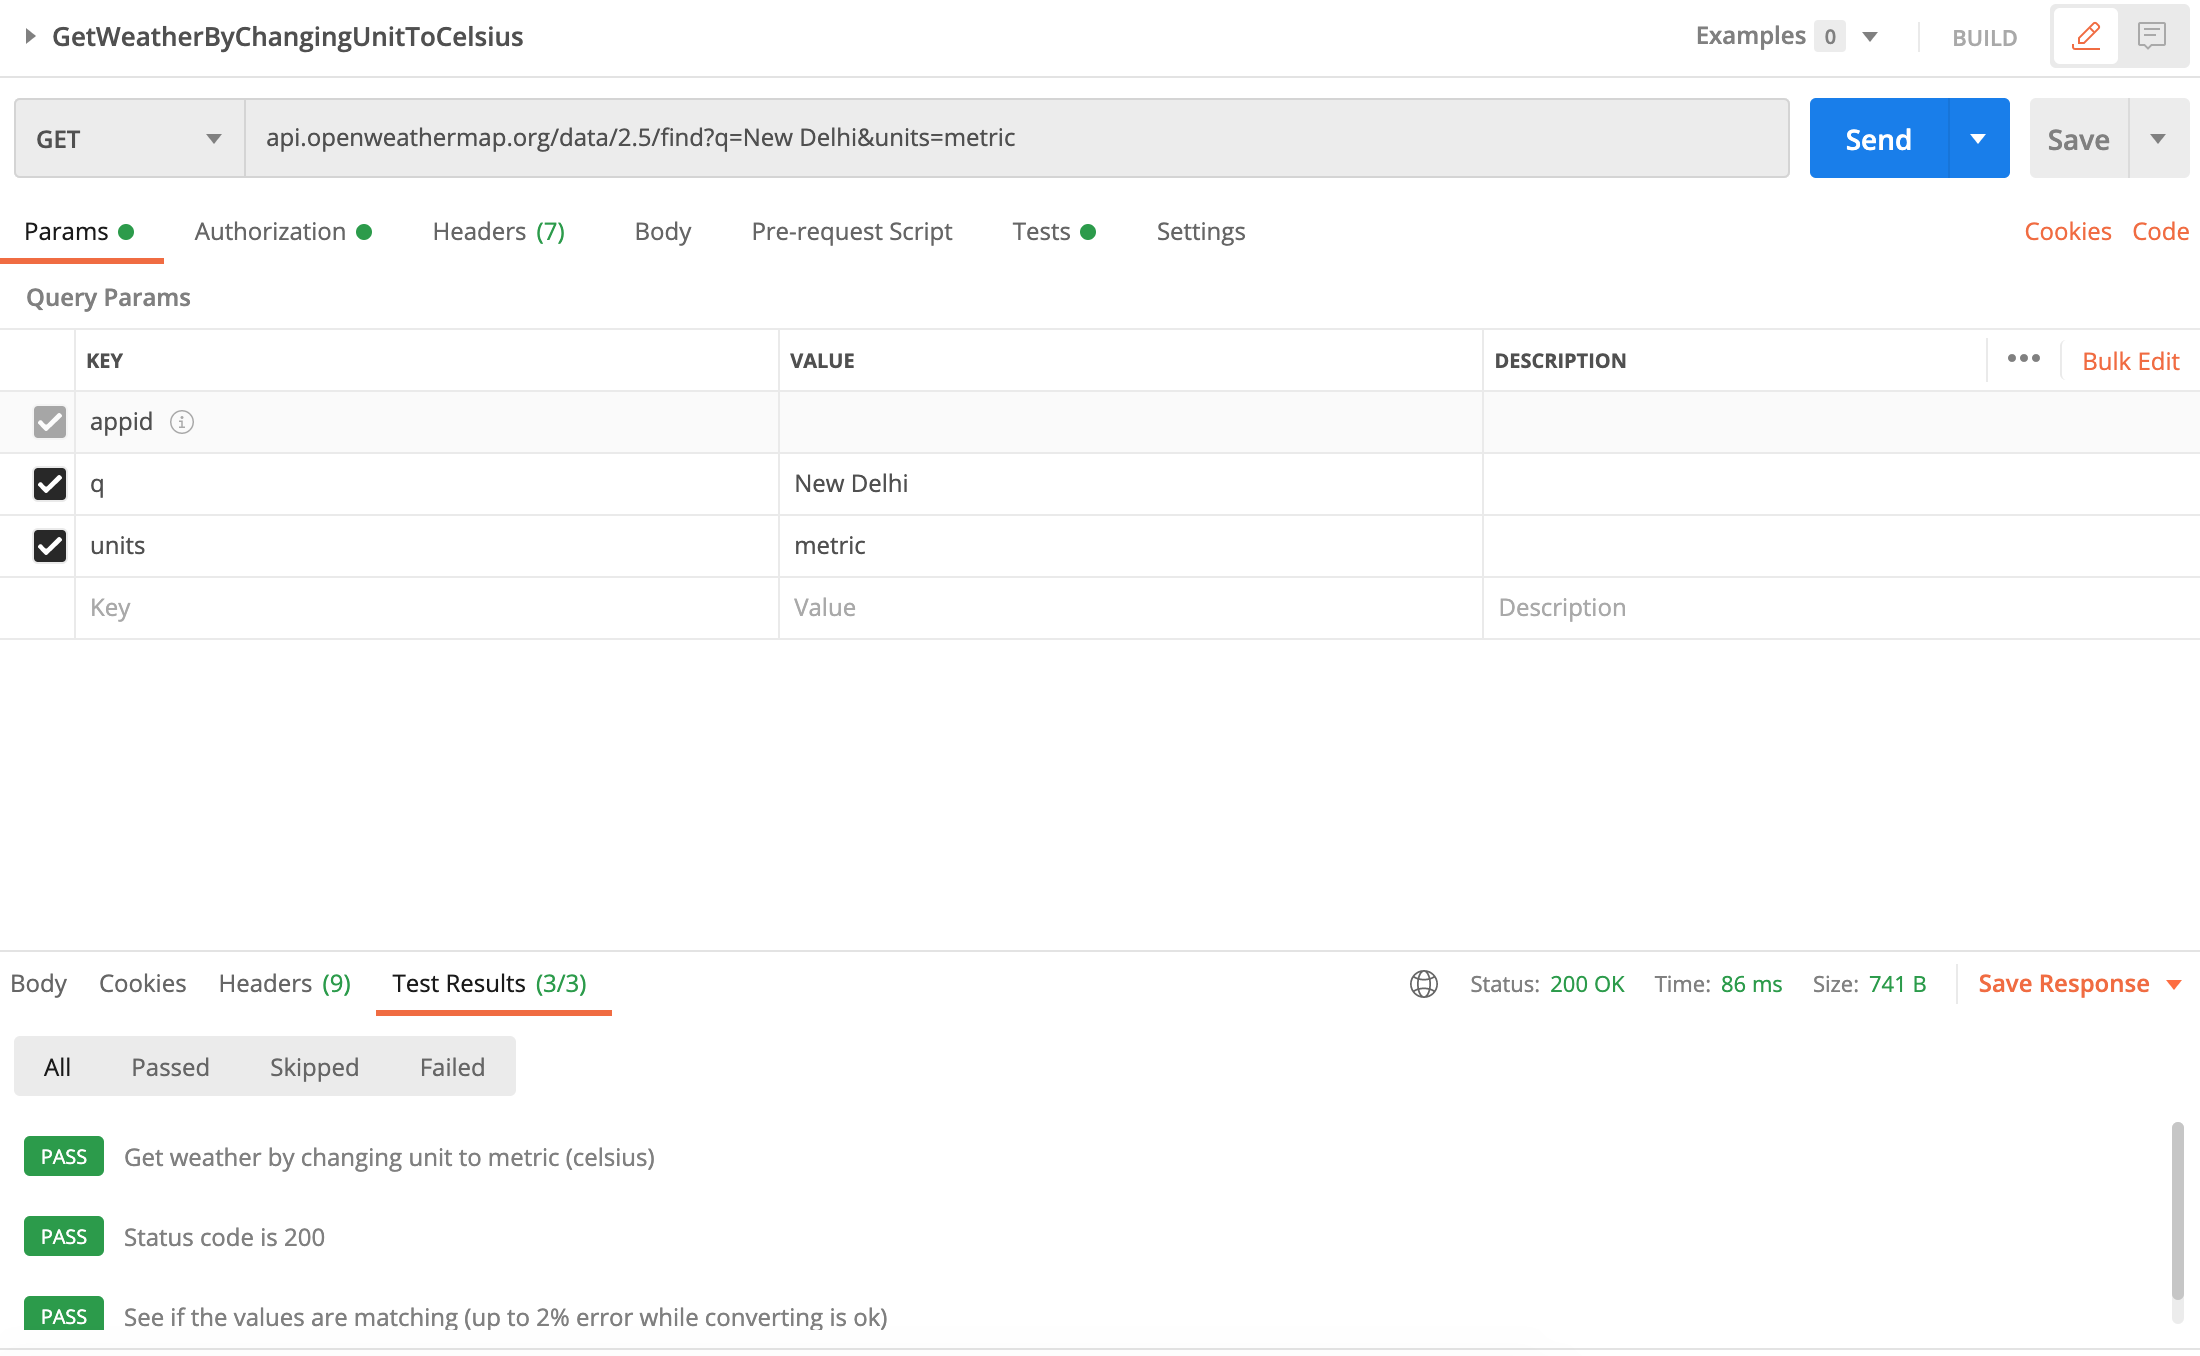 GetWeatherByChangingUnitToCelsius Examples 0 BUILD
GET api.openweathermap.org/data/2.5/find?q=New Delhi&units=metric Send Save
Params Authorization Headers (7) Body Pre-request Script Tests Settings Cookies Code
Query Params
KEY VALUE DESCRIPTION ••• Bulk Edit
appid i
q New Delhi
units metric
Key Value Description
Body Cookies Headers (9) Test Results (3/3) Status: 200 OK Time: 86 ms Size: 741 B Save Response
All Passed Skipped Failed
PASS Get weather by changing unit to metric (celsius)
PASS Status code is 200
PASS See if the values are matching (up to 2% error while converting is ok)